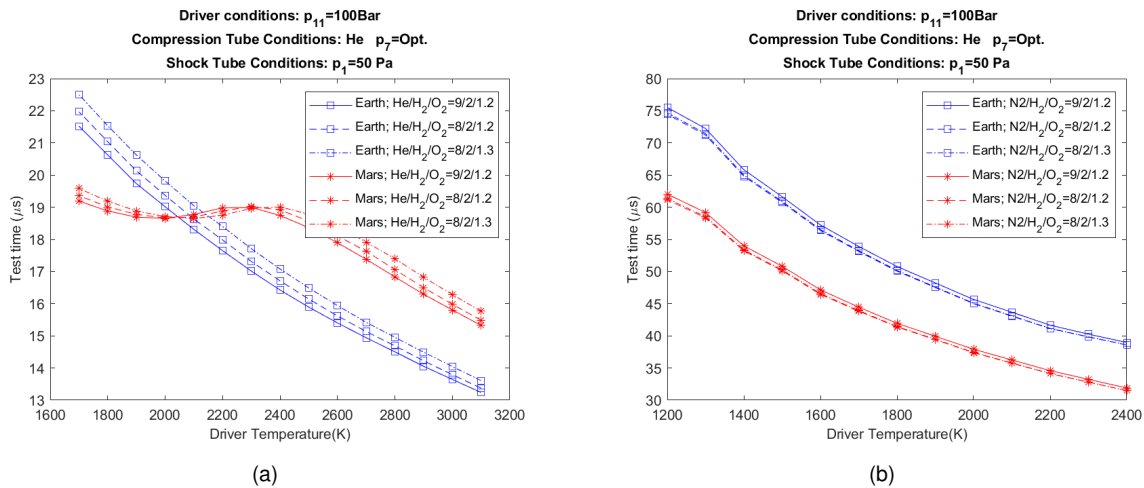 Driver conditions: p₁₁=100Bar
Compression Tube Conditions: He p₇=Opt.
Shock Tube Conditions: p₁=50 Pa
23
22
21
20
19
18
17
16
15
14
13
Test time (μs)
Earth; He/H₂/O₂=9/2/1.2
Earth; He/H₂/O₂=8/2/1.2
Earth; He/H₂/O₂=8/2/1.3
Mars; He/H₂/O₂=9/2/1.2
Mars; He/H₂/O₂=8/2/1.2
Mars; He/H₂/O₂=8/2/1.3
1600 1800 2000 2200 2400 2600 2800 3000 3200
Driver Temperature(K)
(a)
Driver conditions: p₁₁=100Bar
Compression Tube Conditions: He p₇=Opt.
Shock Tube Conditions: p₁=50 Pa
80
75
70
65
60
55
50
45
40
35
30
Test time (μs)
Earth; N2/H₂/O₂=9/2/1.2
Earth; N2/H₂/O₂=8/2/1.2
Earth; N2/H₂/O₂=8/2/1.3
Mars; N2/H₂/O₂=9/2/1.2
Mars; N2/H₂/O₂=8/2/1.2
Mars; N2/H₂/O₂=8/2/1.3
1200 1400 1600 1800 2000 2200 2400
Driver Temperature(K)
(b)